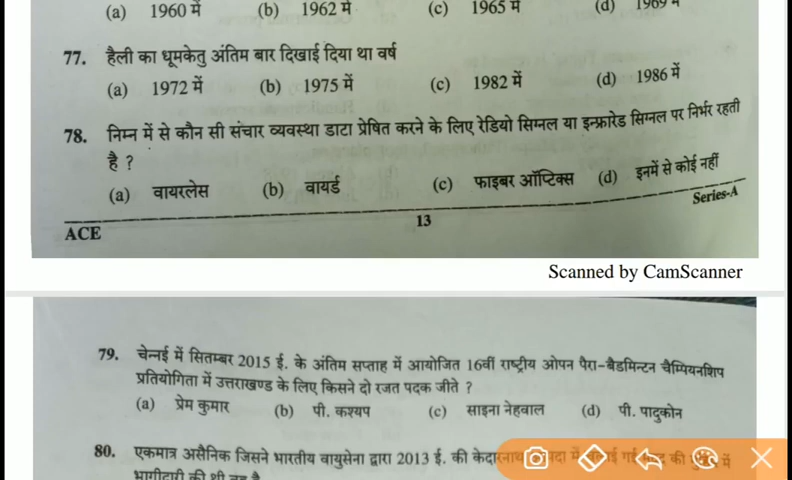 (a) 1960 में (b) 1962 में (c) 1965 में (d) 1969 में
77. हैली का धूमकेतु अंतिम बार दिखाई दिया था वर्ष
(a) 1972 में (b) 1975 में (c) 1982 में (d) 1986 में
78. निम्न में से कौन सी संचार व्यवस्था डाटा प्रेषित करने के लिए रेडियो सिग्नल या इन्फ्रारेड सिग्नल पर निर्भर रहती
है ?
(a) वायरलेस (b) वायर्ड (c) फाइबर ऑप्टिक्स (d) इनमें से कोई नहीं
Series-A
ACE 13
Scanned by CamScanner
79. चेन्नई में सितम्बर 2015 ई. के अंतिम सप्ताह में आयोजित 16वीं राष्ट्रीय ओपन पैरा-बैडमिन्टन चैम्पियनशिप
प्रतियोगिता में उत्तराखण्ड के लिए किसने दो रजत पदक जीते ?
(a) प्रेम कुमार (b) पी. कश्यप (c) साइना नेहवाल (d) पी. पादुकोन
80. एकमात्र असैनिक जिसने भारतीय वायुसेना द्वारा 2013 ई. की केदारनाथ में की में
भागीदारी की थी वह है